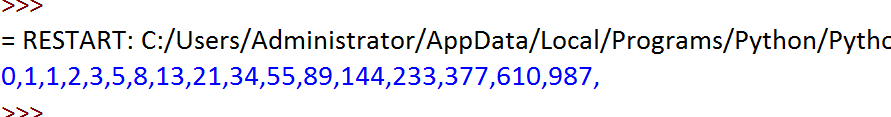 >>>
= RESTART: C:/Users/Administrator/AppData/Local/Programs/Python/Pytho
0,1,1,2,3,5,8,13,21,34,55,89,144,233,377,610,987,
>>>